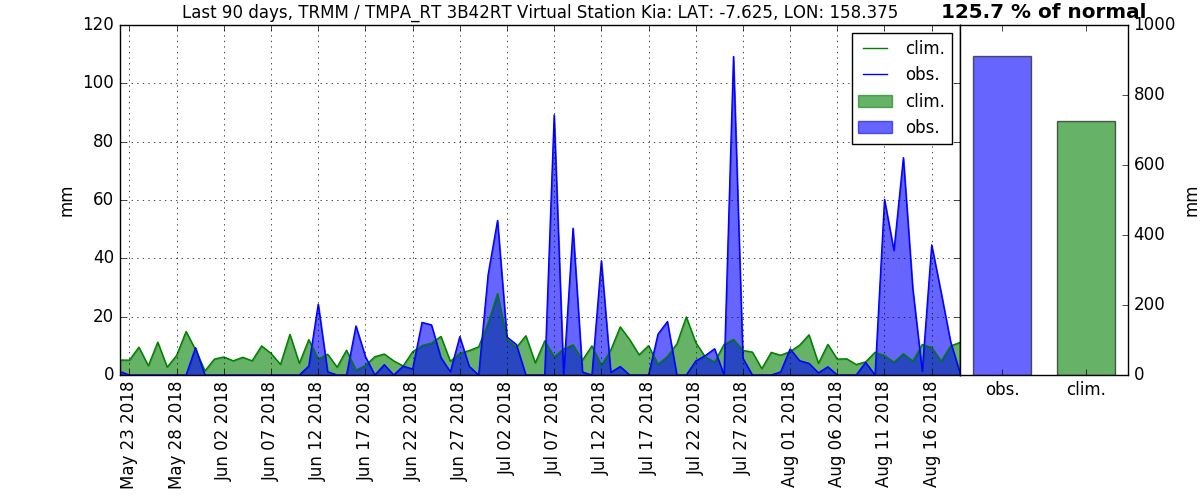 Last 90 days, TRMM / TMPA_RT 3B42RT Virtual Station Kia: LAT: -7.625, LON: 158.375
125.7 % of normal
120
100
80
60
40
20
0
mm
clim.
obs.
clim.
obs.
1000
800
600
400
200
0
mm
obs.
clim.
May 23 2018
May 28 2018
Jun 02 2018
Jun 07 2018
Jun 12 2018
Jun 17 2018
Jun 22 2018
Jun 27 2018
Jul 02 2018
Jul 07 2018
Jul 12 2018
Jul 17 2018
Jul 22 2018
Jul 27 2018
Aug 01 2018
Aug 06 2018
Aug 11 2018
Aug 16 2018